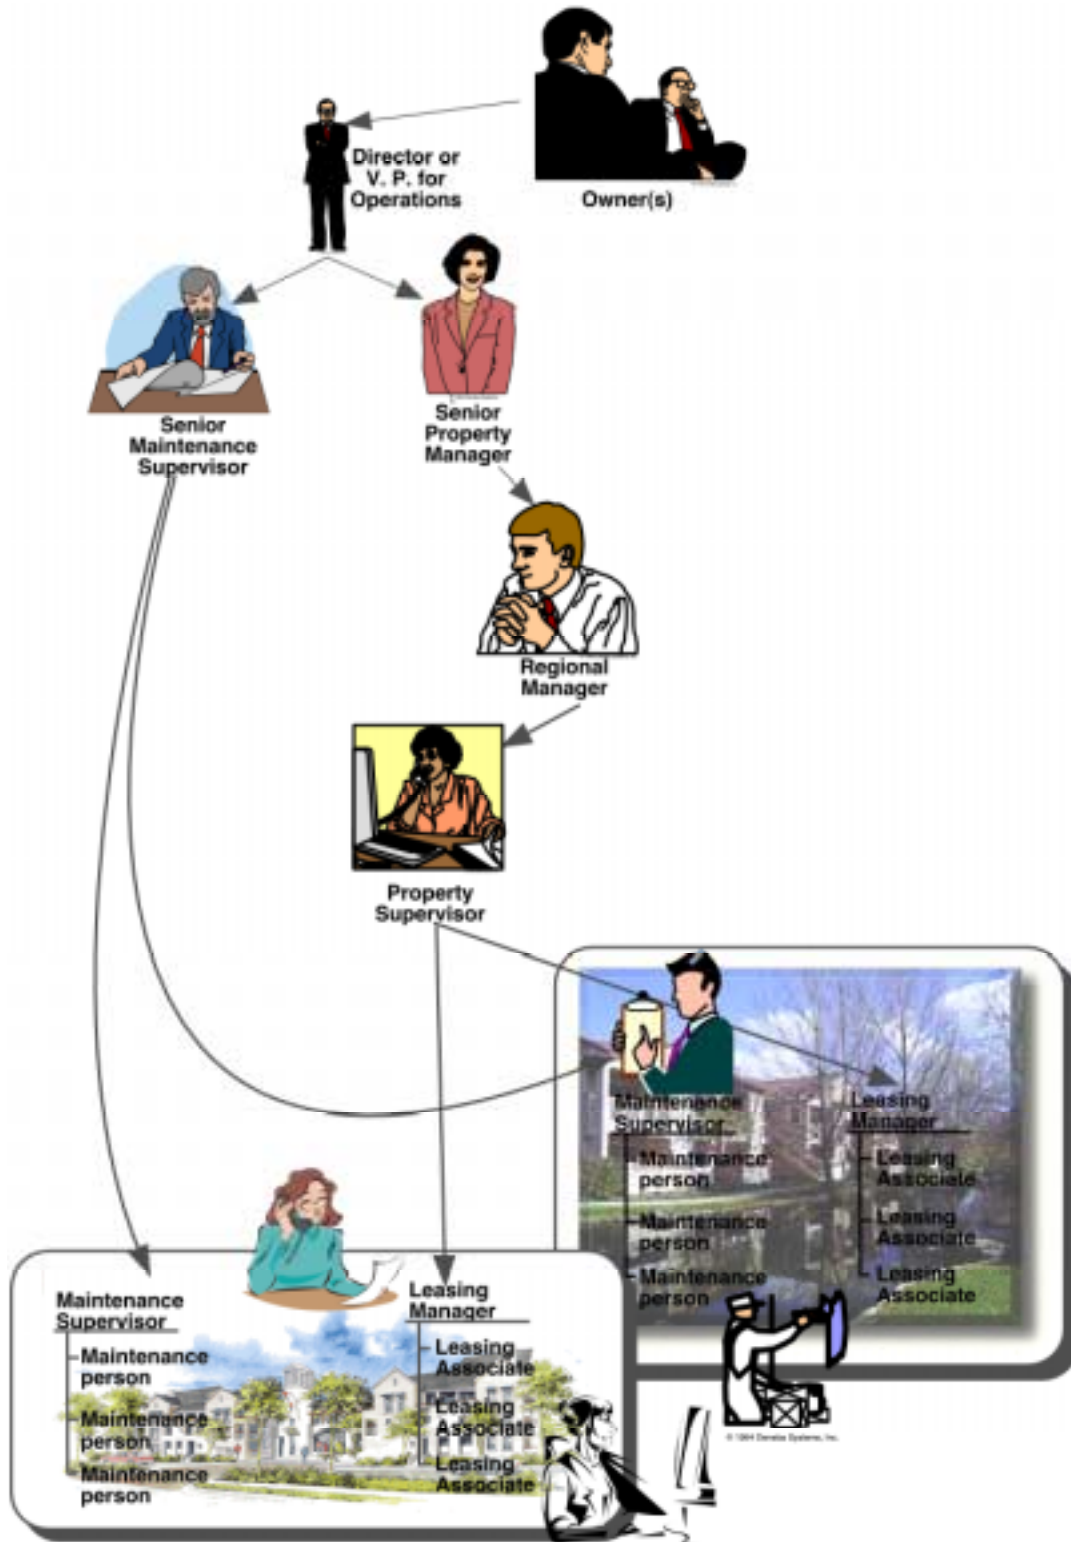 Director or
V. P. for
Operations
Owner(s)
Senior
Maintenance
Supervisor
Senior
Property
Manager
Regional
Manager
Property
Supervisor
Maintenance
Supervisor
Maintenance
person
Maintenance
person
Maintenance
person
Leasing
Manager
Leasing
Associate
Leasing
Associate
Leasing
Associate
Maintenance
Supervisor
Maintenance
person
Maintenance
person
Maintenance
person
Leasing
Manager
Leasing
Associate
Leasing
Associate
Leasing
Associate
Systems, Inc.